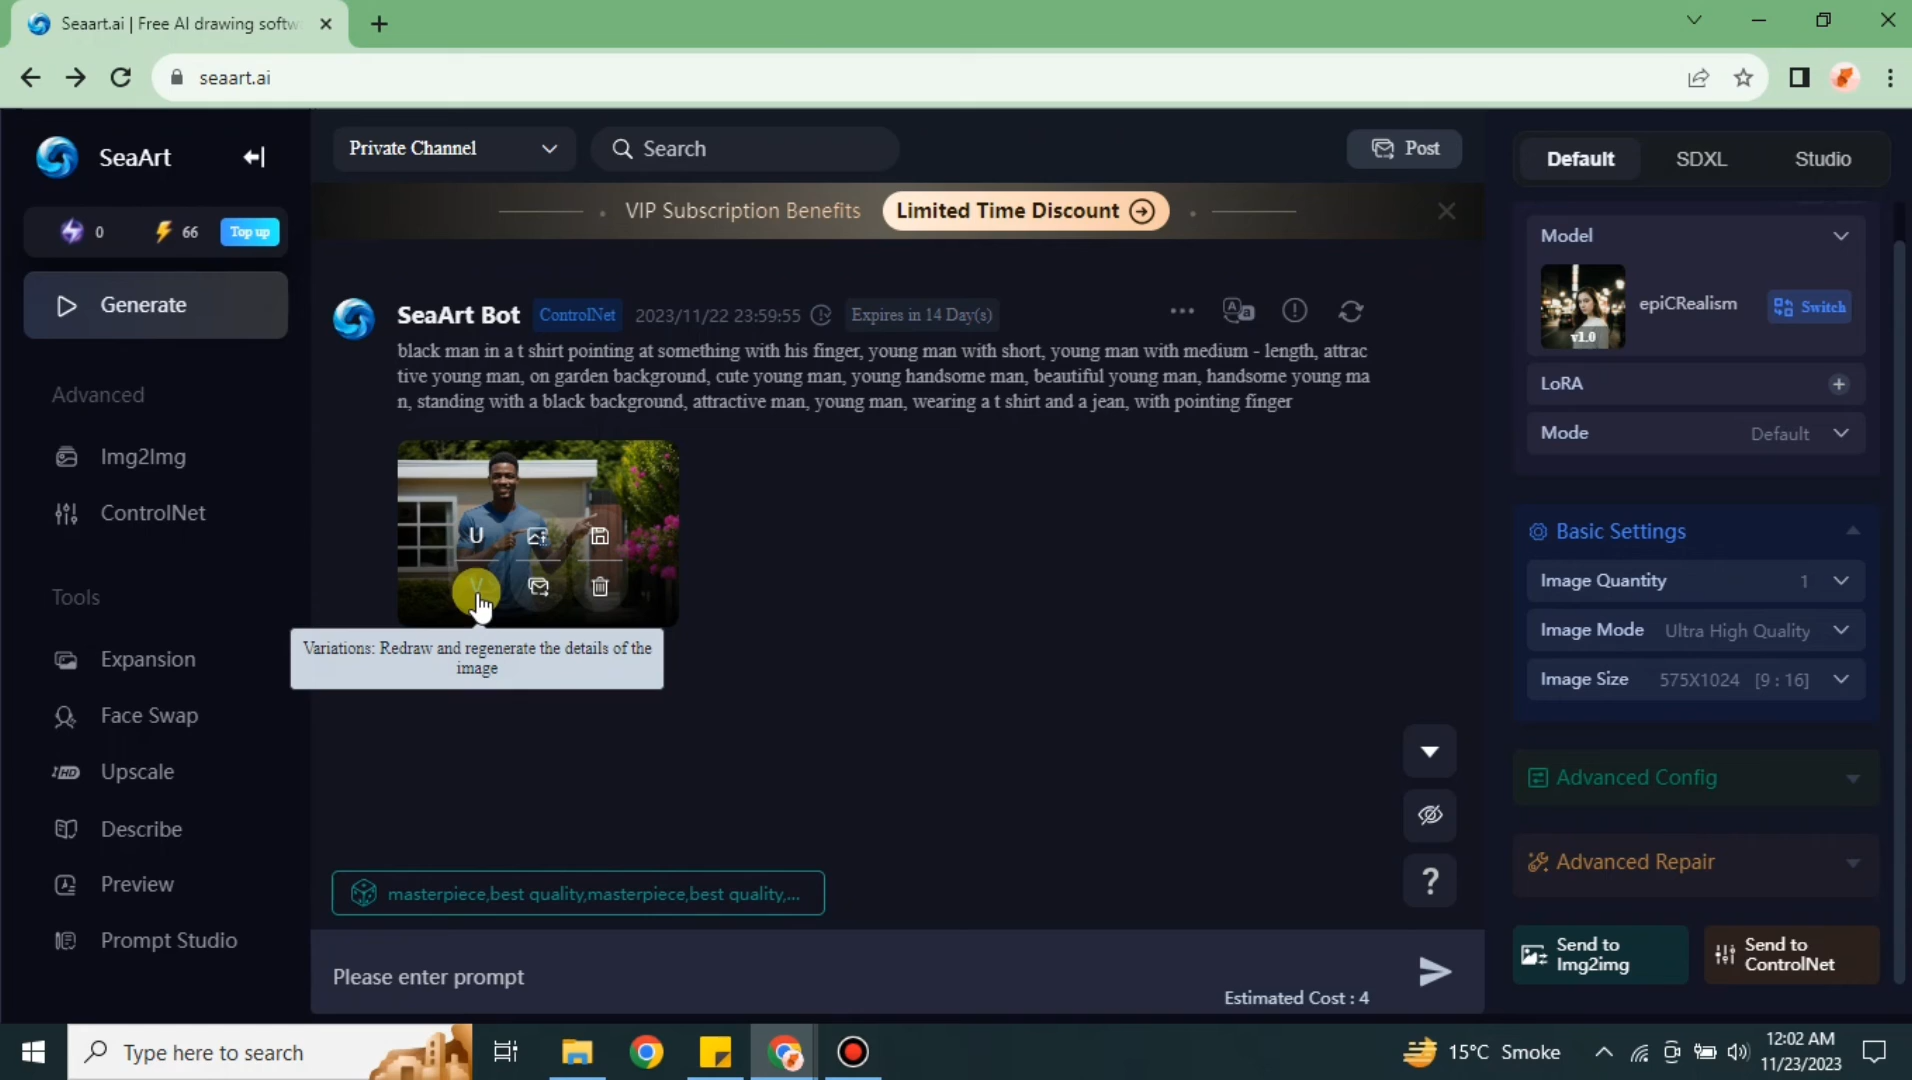 Seaart.ai | Free AI drawing softw
seaart.ai
SeaArt
0
66
Top up
Generate
Advanced
Img2Img
ControlNet
Tools
Expansion
Face Swap
HD
Upscale
Describe
Preview
Prompt Studio
Private Channel
Search
Post
VIP Subscription Benefits
Limited Time Discount
SeaArt Bot
ControlNet
2023/11/22 23:59:55
Expires in 14 Day(s)
black man in a t shirt pointing at something with his finger, young man with short, young man with medium - length, attrac
tive young man, on garden background, cute young man, young handsome man, beautiful young man, handsome young ma
n, standing with a black background, attractive man, young man, wearing a t shirt and a jean, with pointing finger
U
V
Variations: Redraw and regenerate the details of the
image
?
masterpiece,best quality,masterpiece,best quality,...
Please enter prompt
Estimated Cost : 4
Default
SDXL
Studio
Model
v1.0
epiCRealism
Switch
LoRA
Mode
Default
Basic Settings
Image Quantity
1
Image Mode
Ultra High Quality
Image Size
575X1024 [9 : 16]
Advanced Config
Advanced Repair
Send to
Img2img
Send to
ControlNet
Type here to search
15°C Smoke
12:02 AM
11/23/2023